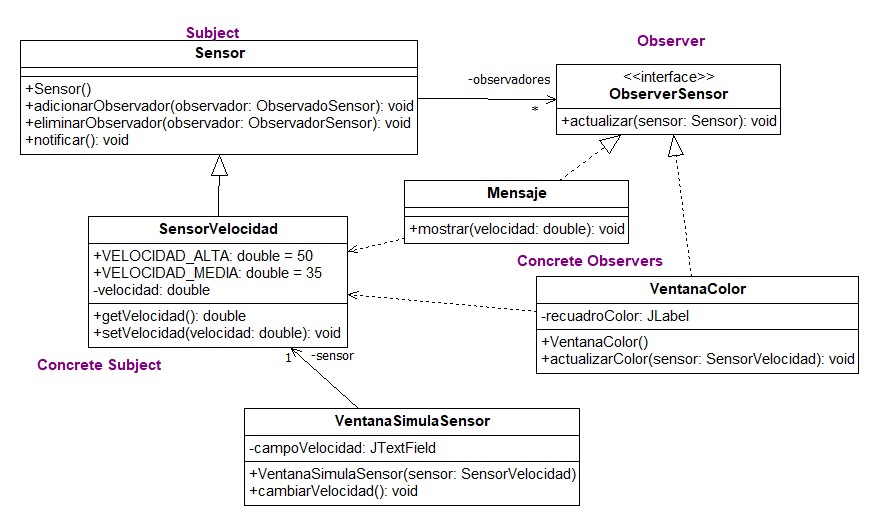 Subject
Sensor
+Sensor()
+adicionarObservador(observador: ObservadoSensor): void
+eliminarObservador(observador: ObservadorSensor): void
+notificar(): void
-observadores
*
Observer
<<interface>>
ObserverSensor
+actualizar(sensor: Sensor): void
Mensaje
+mostrar(velocidad: double): void
SensorVelocidad
+VELOCIDAD_ALTA: double = 50
+VELOCIDAD_MEDIA: double = 35
-velocidad: double
+getVelocidad(): double
+setVelocidad(velocidad: double): void
Concrete Subject
Concrete Observers
VentanaColor
-recuadroColor: JLabel
+VentanaColor()
+actualizarColor(sensor: SensorVelocidad): void
1
-sensor
VentanaSimulaSensor
-campoVelocidad: JTextField
+VentanaSimulaSensor(sensor: SensorVelocidad)
+cambiarVelocidad(): void